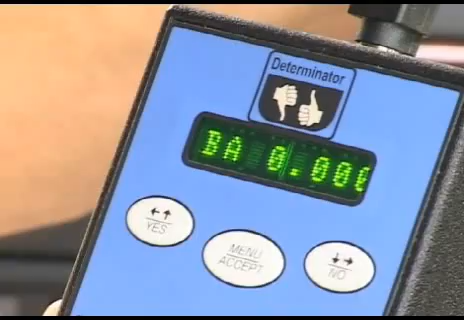 Determinator
BA 0.000
YES
MENU
ACCEPT
NO